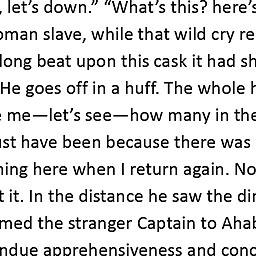 , let's down.” “What's this? here's
oman slave, while that wild cry re
long beat upon this cask it had sh
He goes off in a huff. The whole h
me—let's see—how many in the
ust have been because there was
ning here when I return again. No
t it. In the distance he saw the di
med the stranger Captain to Ahab
ndue apprehensiveness and conc